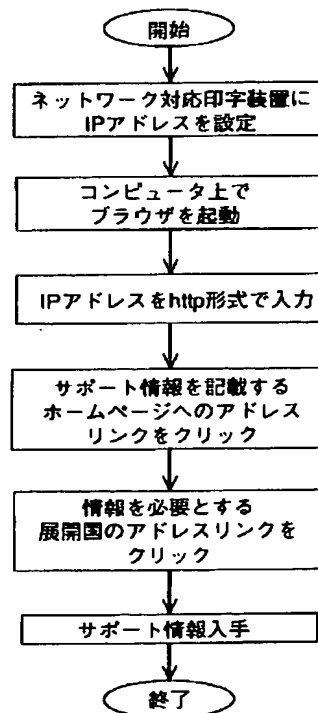 開始
ネットワーク対応印字装置に
IPアドレスを設定
コンピュータ上で
ブラウザを起動
IPアドレスをhttp形式で入力
サポート情報を記載する
ホームページへのアドレス
リンクをクリック
情報を必要とする
展開国のアドレスリンクを
クリック
サポート情報入手
終了